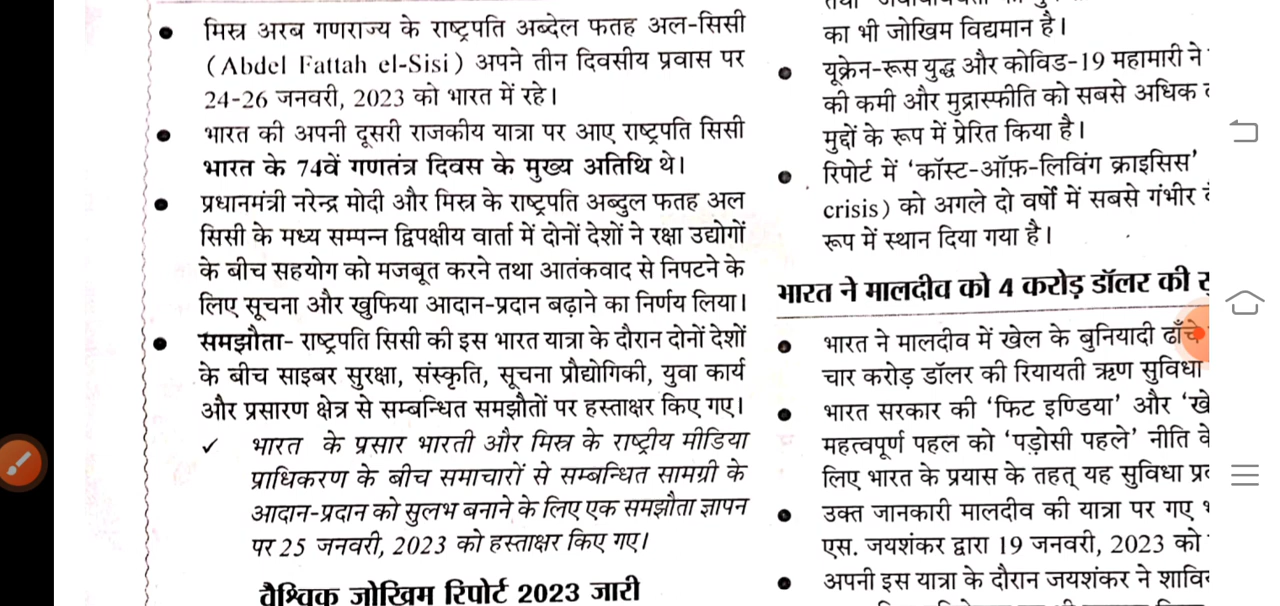 मिस्र अरब गणराज्य के राष्ट्रपति अब्देल फतह अल-सिसी
(Abdel Fattah el-Sisi) अपने तीन दिवसीय प्रवास पर
24-26 जनवरी, 2023 को भारत में रहे।
भारत की अपनी दूसरी राजकीय यात्रा पर आए राष्ट्रपति सिसी
भारत के 74वें गणतंत्र दिवस के मुख्य अतिथि थे।
प्रधानमंत्री नरेन्द्र मोदी और मिस्र के राष्ट्रपति अब्दुल फतह अल
सिसी के मध्य सम्पन्न द्विपक्षीय वार्ता में दोनों देशों ने रक्षा उद्योगों
के बीच सहयोग को मजबूत करने तथा आतंकवाद से निपटने के
लिए सूचना और खुफिया आदान-प्रदान बढ़ाने का निर्णय लिया।
समझौता- राष्ट्रपति सिसी की इस भारत यात्रा के दौरान दोनों देशों
के बीच साइबर सुरक्षा, संस्कृति, सूचना प्रौद्योगिकी, युवा कार्य
और प्रसारण क्षेत्र से सम्बन्धित समझौतों पर हस्ताक्षर किए गए।
✓ भारत के प्रसार भारती और मिस्र के राष्ट्रीय मीडिया
प्राधिकरण के बीच समाचारों से सम्बन्धित सामग्री के
आदान-प्रदान को सुलभ बनाने के लिए एक समझौता ज्ञापन
पर 25 जनवरी, 2023 को हस्ताक्षर किए गए।
वैश्विक जोखिम रिपोर्ट 2023 जारी
का भी जोखिम विद्यमान है।
यूक्रेन-रूस युद्ध और कोविड-19 महामारी ने
की कमी और मुद्रास्फीति को सबसे अधिक
मुद्दों के रूप में प्रेरित किया है।
रिपोर्ट में 'कॉस्ट-ऑफ़-लिविंग क्राइसिस'
crisis) को अगले दो वर्षों में सबसे गंभीर
रूप में स्थान दिया गया है।
भारत ने मालदीव को 4 करोड़ डॉलर की
भारत ने मालदीव में खेल के बुनियादी ढाँचे
चार करोड़ डॉलर की रियायती ऋण सुविधा
भारत सरकार की 'फिट इण्डिया' और
महत्वपूर्ण पहल को 'पड़ोसी पहले' नीति
लिए भारत के प्रयास के तहत् यह सुविधा
उक्त जानकारी मालदीव की यात्रा पर गए
एस. जयशंकर द्वारा 19 जनवरी, 2023 को
अपनी इस यात्रा के दौरान जयशंकर ने